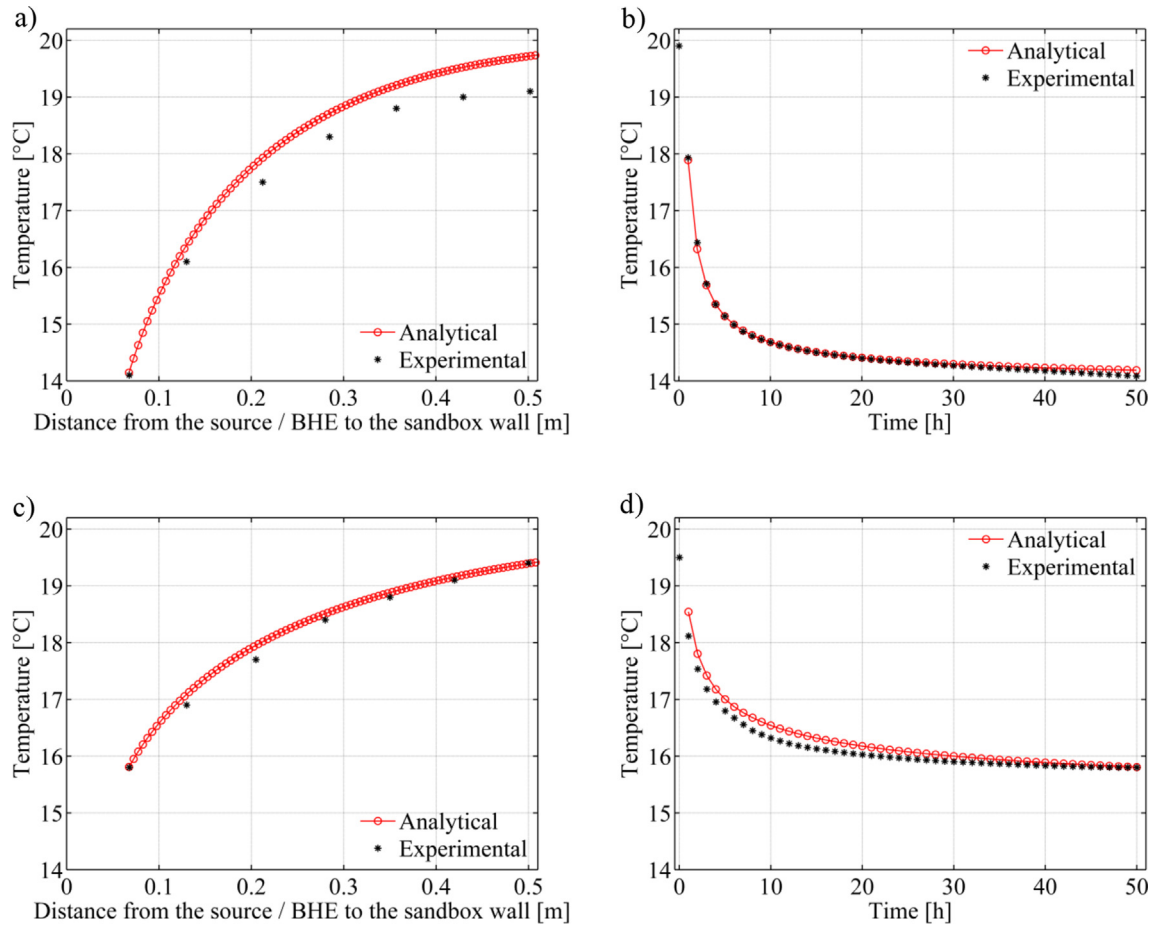 a)
20
19
18
17
16
15
14
Temperature [°C]
Analytical
Experimental
0 0.1 0.2 0.3 0.4 0.5
Distance from the source / BHE to the sandbox wall [m]
b)
20
19
18
17
16
15
14
Temperature [°C]
Analytical
Experimental
0 10 20 30 40 50
Time [h]
c)
20
19
18
17
16
15
14
Temperature [°C]
Analytical
Experimental
0 0.1 0.2 0.3 0.4 0.5
Distance from the source / BHE to the sandbox wall [m]
d)
20
19
18
17
16
15
14
Temperature [°C]
Analytical
Experimental
0 10 20 30 40 50
Time [h]